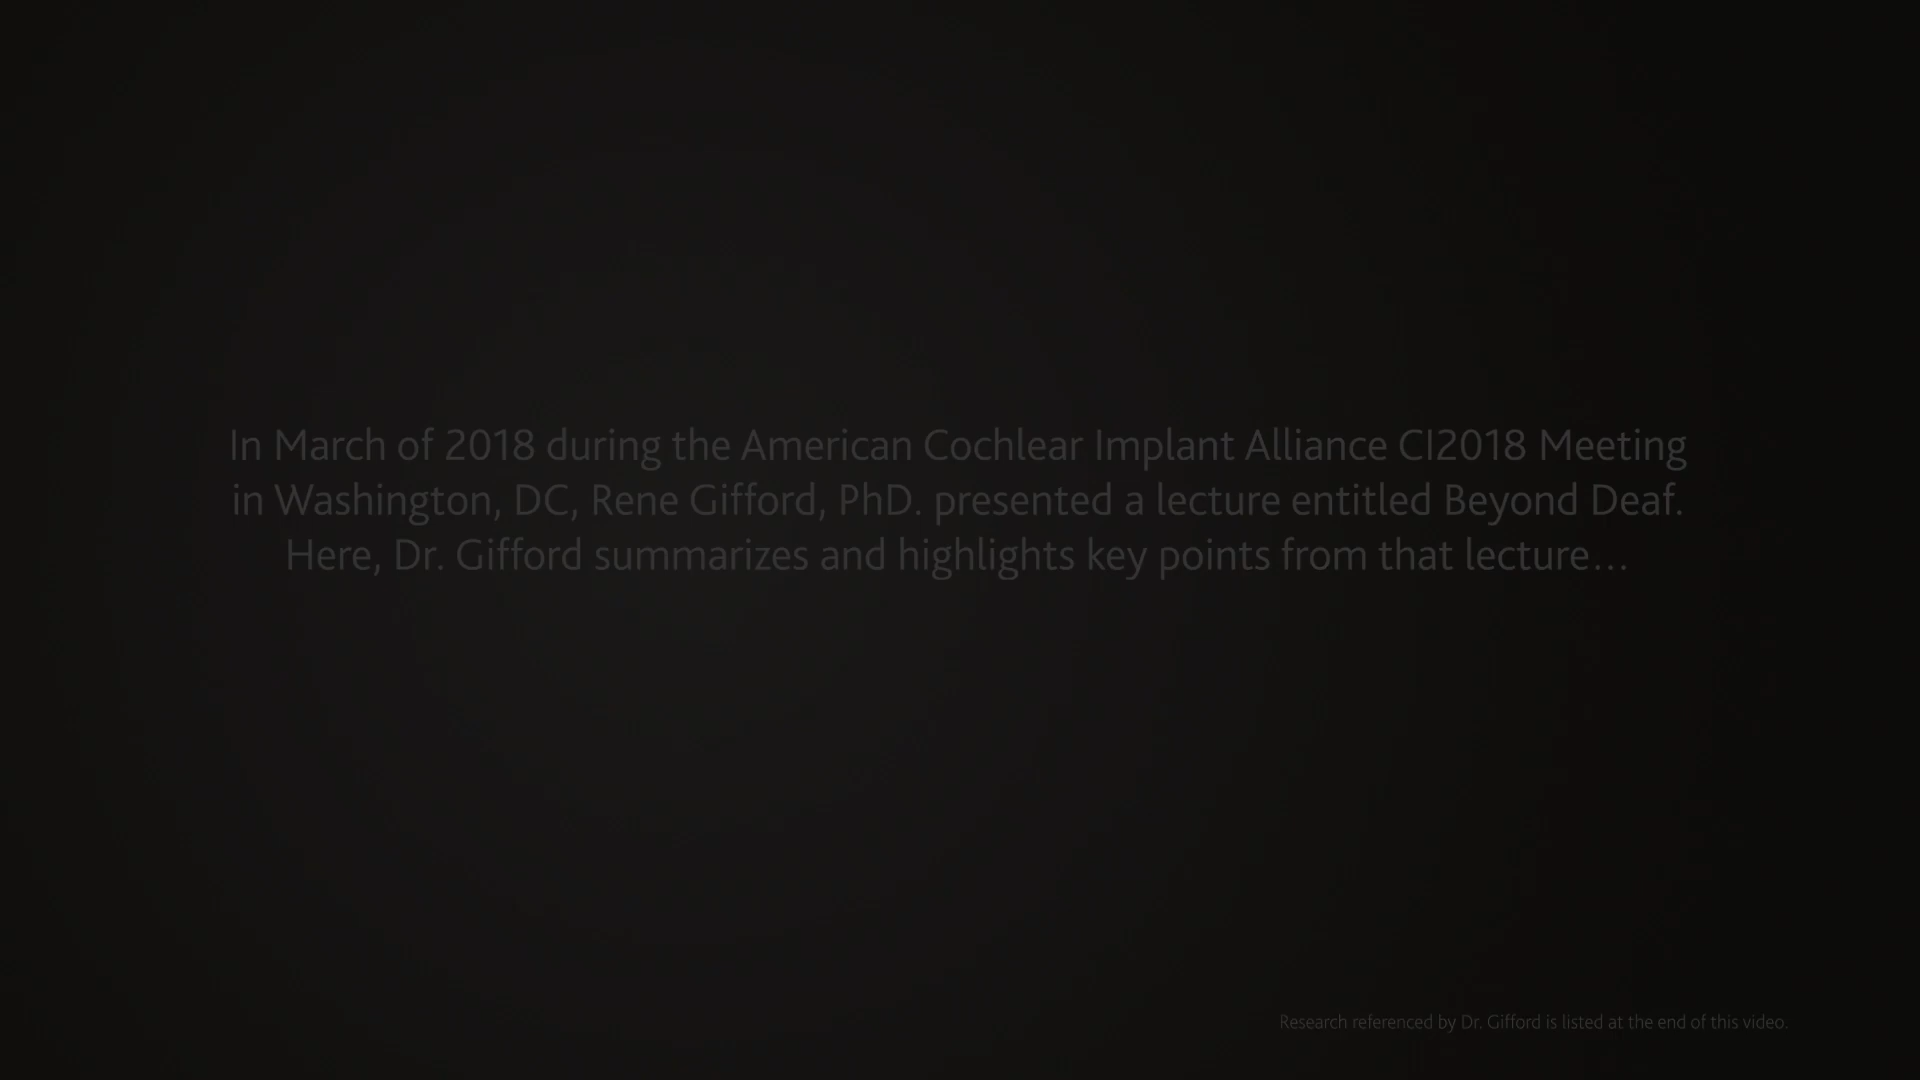 In March of 2018 during the American Cochlear Implant Alliance CI2018 Meeting
in Washington, DC, Rene Gifford, PhD. presented a lecture entitled Beyond Deaf.
Here, Dr. Gifford summarizes and highlights key points from that lecture…
Research referenced by Dr. Gifford is listed at the end of this video.